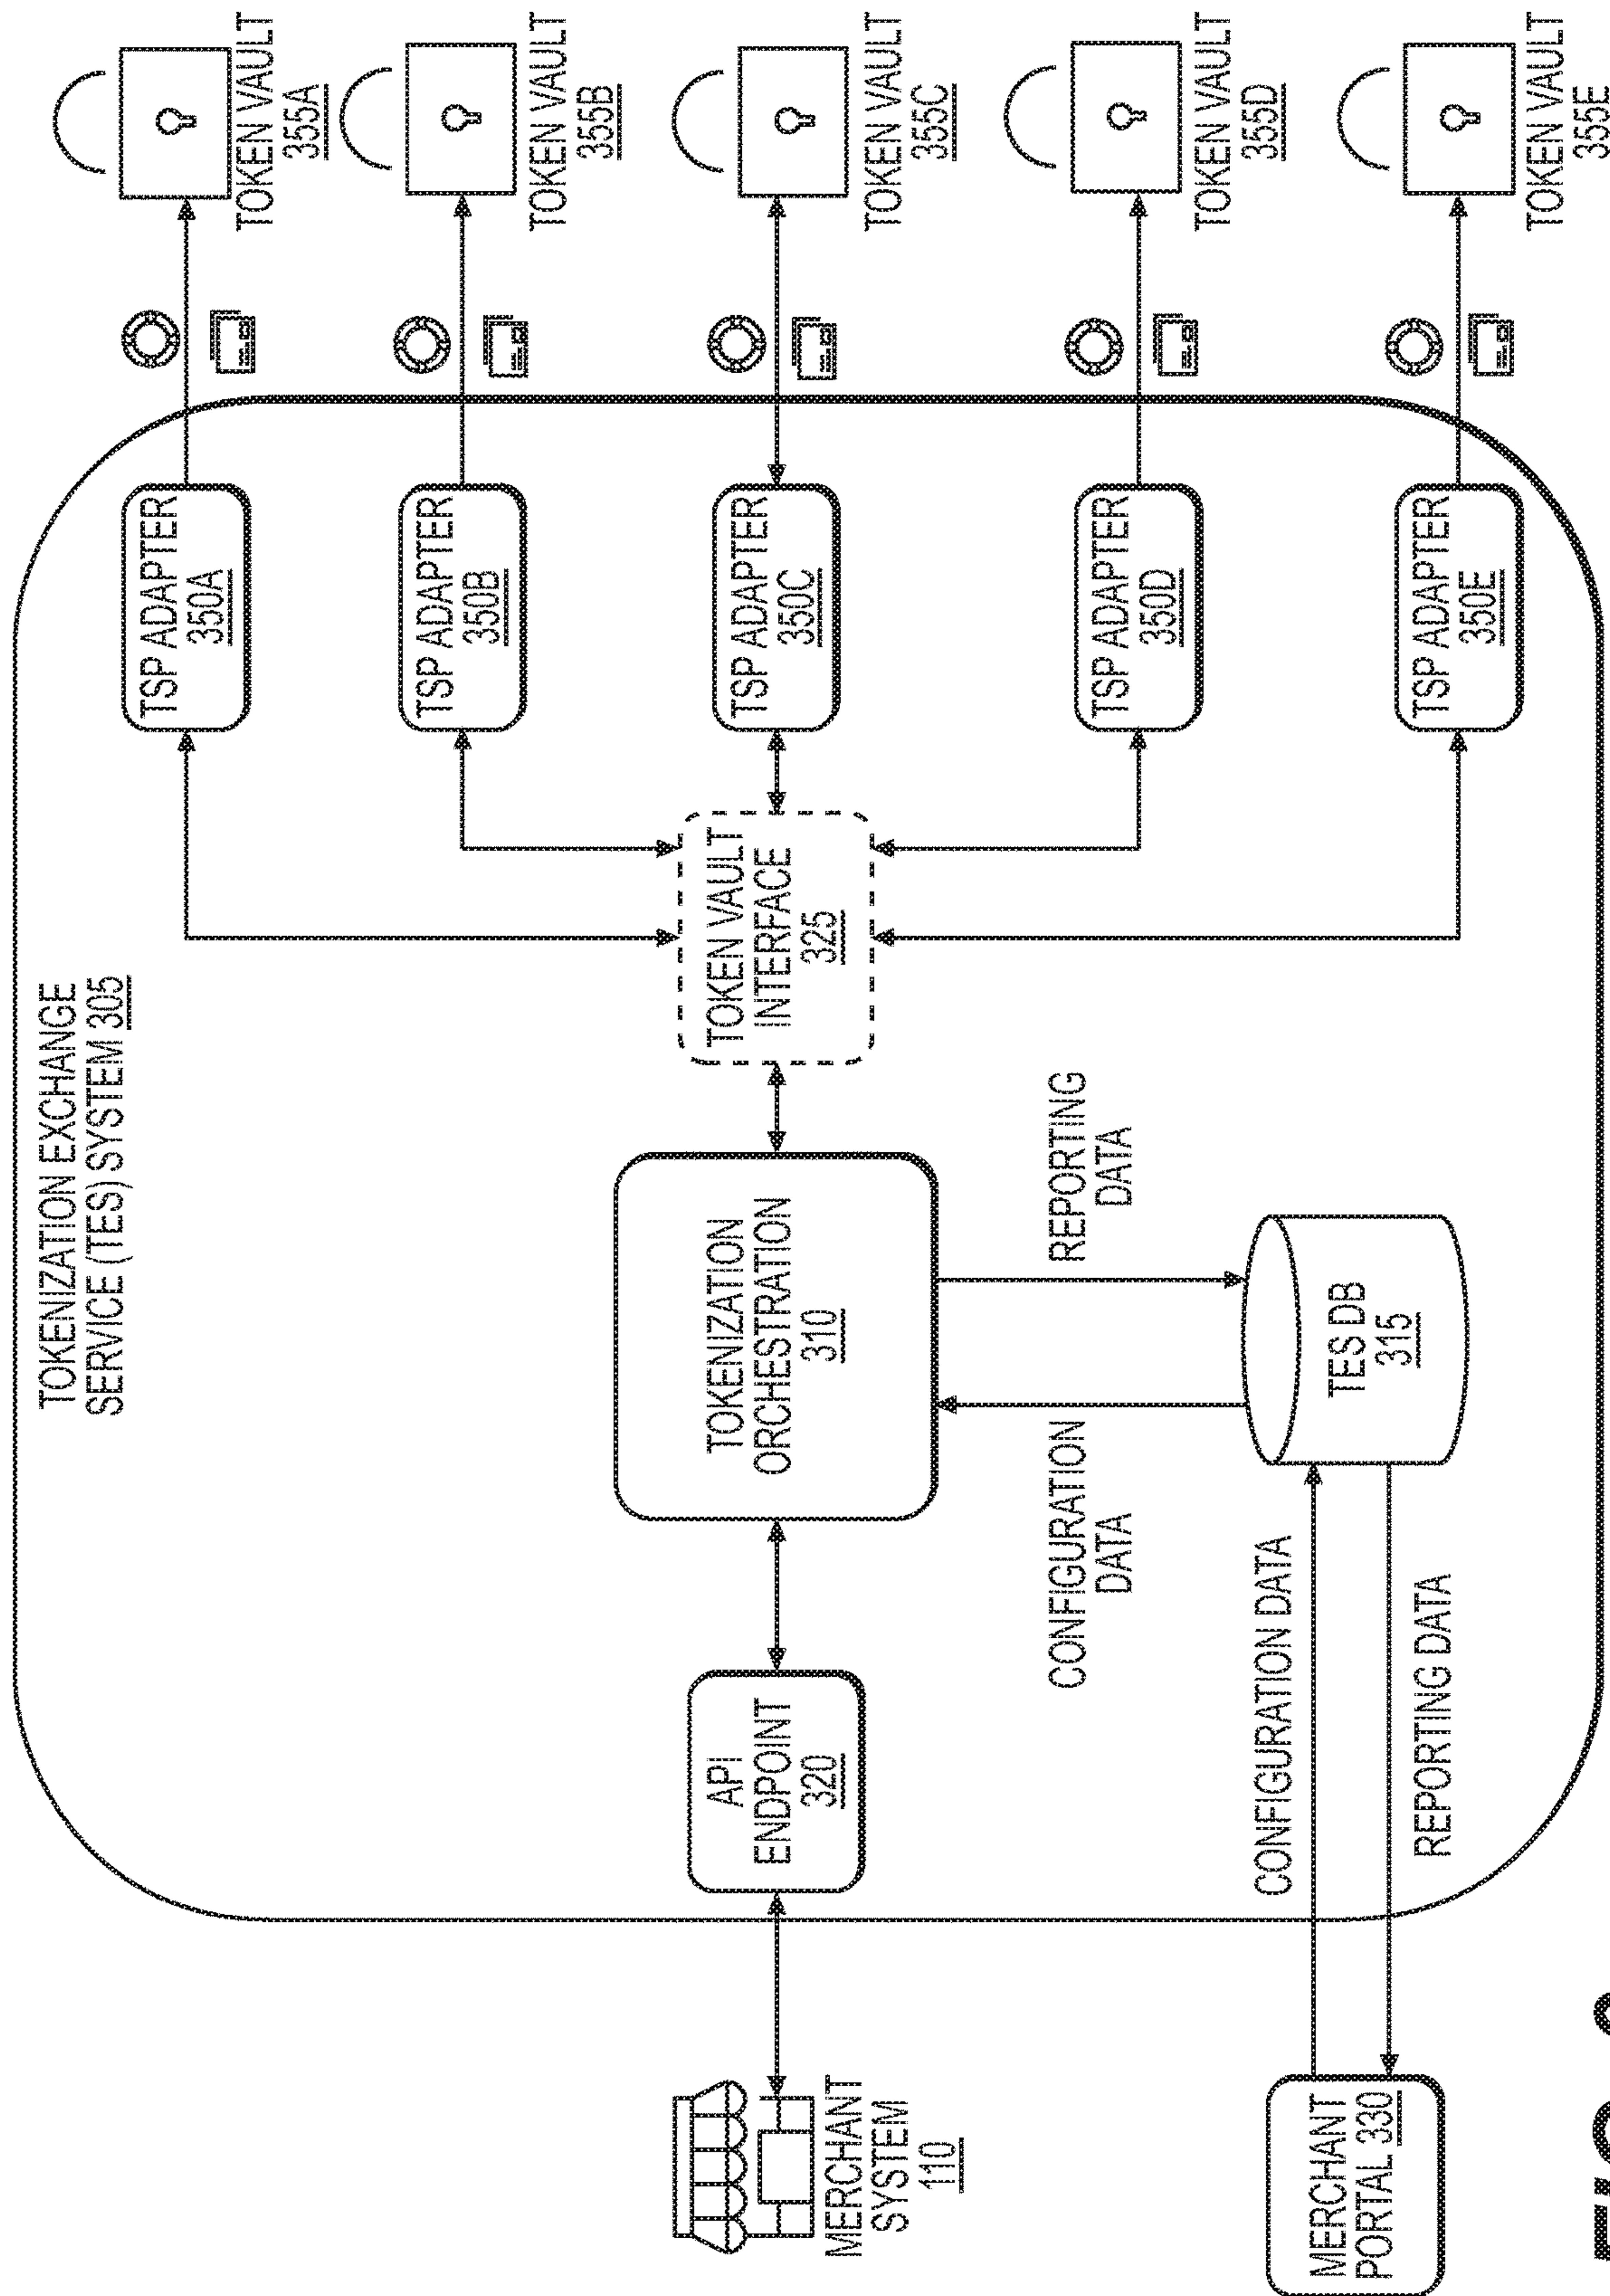 TOKENIZATION EXCHANGE
SERVICE (TES) SYSTEM 305
MERCHANT
SYSTEM
110
API
ENDPOINT
320
TOKENIZATION
ORCHESTRATION
310
TOKEN VAULT
INTERFACE
325
TSP ADAPTER
350A
TSP ADAPTER
350B
TSP ADAPTER
350C
TSP ADAPTER
350D
TSP ADAPTER
350E
TOKEN VAULT
355A
TOKEN VAULT
355B
TOKEN VAULT
355C
TOKEN VAULT
355D
TOKEN VAULT
355E
CONFIGURATION
DATA
REPORTING
DATA
TES DB
315
CONFIGURATION DATA
REPORTING DATA
MERCHANT
PORTAL 330